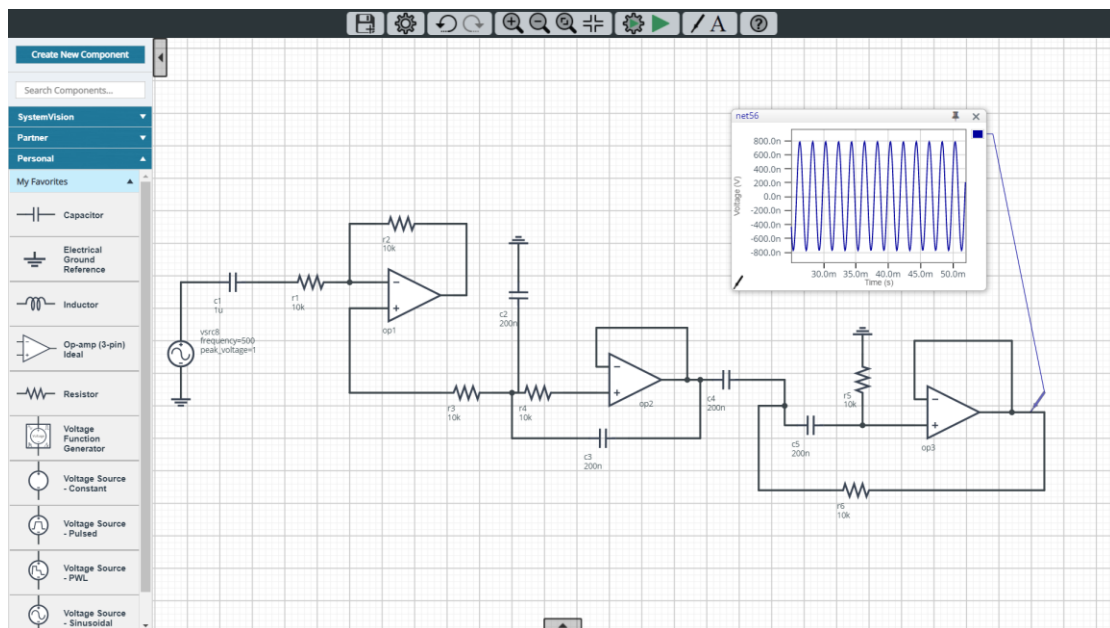 A
?
Create New Component
Search Components...
SystemVision
Partner
Personal
My Favorites
Capacitor
Electrical
Ground
Reference
Inductor
Op-amp (3-pin)
Ideal
Resistor
Voltage
Function
Generator
Voltage
Voltage Source
- Constant
Voltage Source
- Pulsed
Voltage Source
- PWL
Voltage Source
- Sinusoidal
c1
1u
vsrc8
frequency=500
peak_voltage=1
r1
10k
r2
10k
op1
c2
200n
r3
10k
r4
10k
c3
200n
op2
c4
200n
c5
200n
r5
10k
op3
r6
10k
net56
Voltage (V)
800.0n
600.0n
400.0n
200.0n
0.0n
-200.0n
-400.0n
-600.0n
-800.0n
30.0m 35.0m 40.0m 45.0m 50.0m
Time (s)